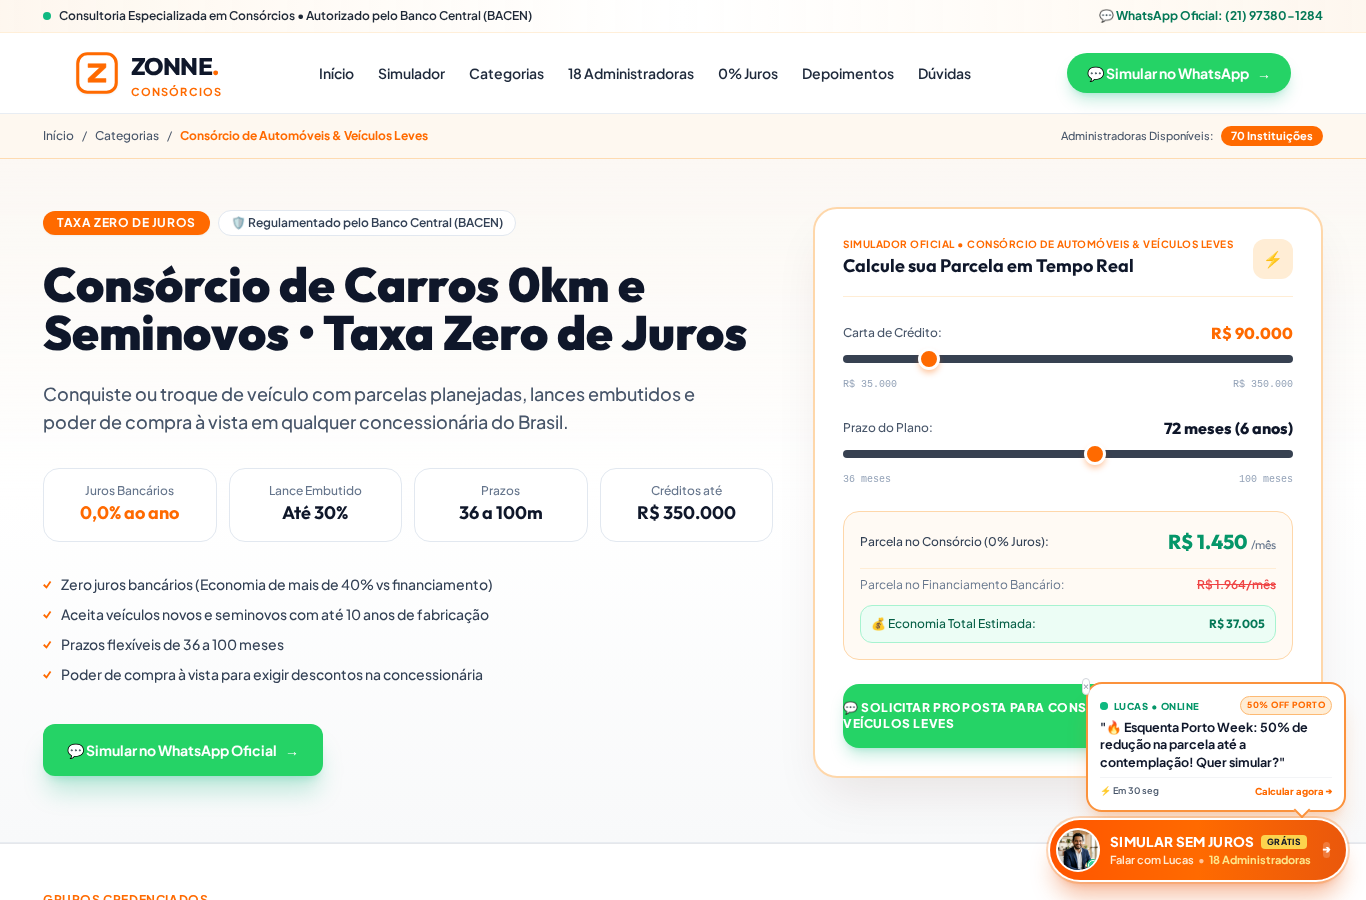 Consultoria Especializada em Consórcios • Autorizado pelo Banco Central (BACEN)
💬 WhatsApp Oficial: (21) 97380-1284
ZONNE.
CONSÓRCIOS
Início
Simulador
Categorias
18 Administradoras
0% Juros
Depoimentos
Dúvidas
💬 Simular no WhatsApp →
Início / Categorias / Consórcio de Automóveis & Veículos Leves
Administradoras Disponíveis: 70 Instituições
TAXA ZERO DE JUROS
🛡️ Regulamentado pelo Banco Central (BACEN)
Consórcio de Carros 0km e
Seminovos • Taxa Zero de Juros
Conquiste ou troque de veículo com parcelas planejadas, lances embutidos e
poder de compra à vista em qualquer concessionária do Brasil.
Juros Bancários
0,0% ao ano
Lance Embutido
Até 30%
Prazos
36 a 100m
Créditos até
R$ 350.000
✓ Zero juros bancários (Economia de mais de 40% vs financiamento)
✓ Aceita veículos novos e seminovos com até 10 anos de fabricação
✓ Prazos flexíveis de 36 a 100 meses
✓ Poder de compra à vista para exigir descontos na concessionária
💬 Simular no WhatsApp Oficial →
SIMULADOR OFICIAL • CONSÓRCIO DE AUTOMÓVEIS & VEÍCULOS LEVES
Calcule sua Parcela em Tempo Real
⚡
Carta de Crédito: R$ 90.000
R$ 35.000 R$ 350.000
Prazo do Plano: 72 meses (6 anos)
36 meses 100 meses
Parcela no Consórcio (0% Juros): R$ 1.450 /mês
Parcela no Financiamento Bancário: R$ 1.964/mês
💰 Economia Total Estimada: R$ 37.005
💬 SOLICITAR PROPOSTA PARA CONS
VEÍCULOS LEVES
×
LUCAS • ONLINE
50% OFF PORTO
"🔥 Esquenta Porto Week: 50% de
redução na parcela até a
contemplação! Quer simular?"
⚡ Em 30 seg
Calcular agora →
SIMULAR SEM JUROS GRÁTIS
Falar com Lucas • 18 Administradoras
GRUPOS CREDENCIADOS